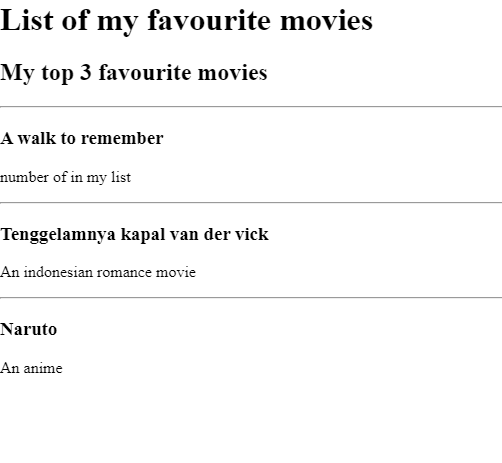 List of my favourite movies
My top 3 favourite movies
A walk to remember
number of in my list
Tenggelamnya kapal van der vick
An indonesian romance movie
Naruto
An anime